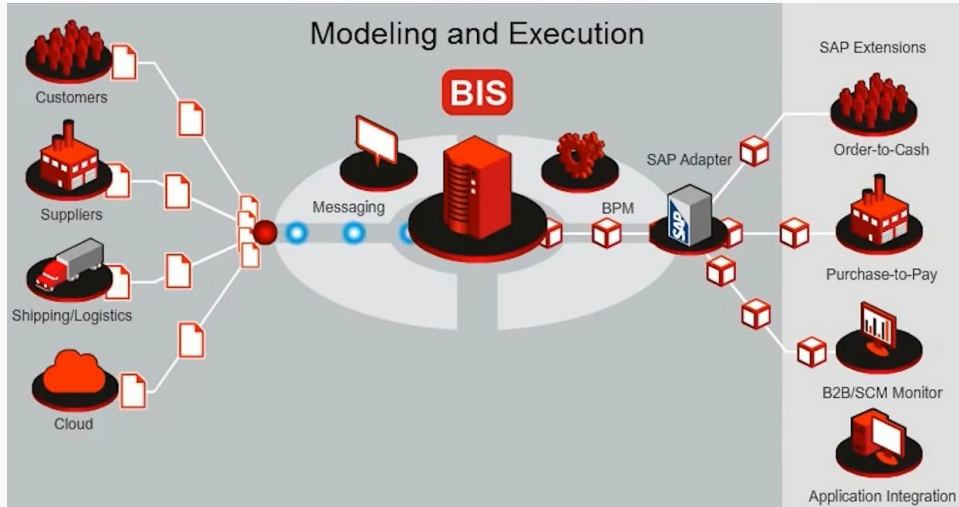 Modeling and Execution
BIS
Customers
Suppliers
Shipping/Logistics
Cloud
Messaging
BPM
SAP Adapter
SAP
SAP Extensions
Order-to-Cash
Purchase-to-Pay
B2B/SCM Monitor
Application Integration